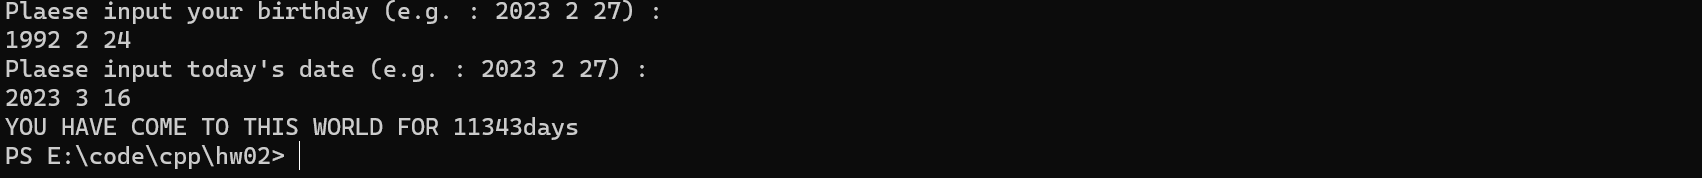 Plaese input your birthday (e.g. : 2023 2 27) :
1992 2 24
Plaese input today's date (e.g. : 2023 2 27) :
2023 3 16
YOU HAVE COME TO THIS WORLD FOR 11343days
PS E:\code\cpp\hw02>